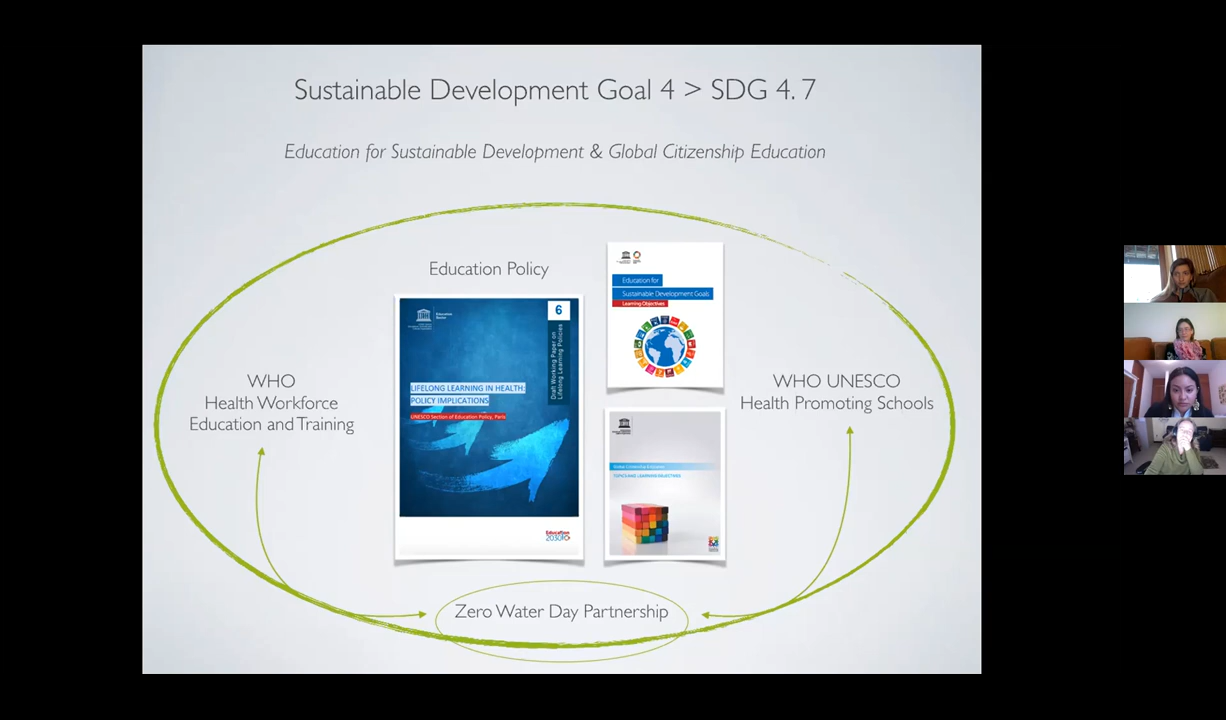 Sustainable Development Goal 4 > SDG 4. 7
Education for Sustainable Development & Global Citizenship Education
Education Policy
6
Draft Working Paper on
Lifelong Learning Policies
Education
Sector
LIFELONG LEARNING IN HEALTH:
POLICY IMPLICATIONS
UNESCO Section of Education Policy, Paris
Education
2030
Education for
Sustainable Development Goals
Learning Objectives
Global Citizenship Education
TOPICS AND LEARNING OBJECTIVES
WHO
Health Workforce
Education and Training
WHO UNESCO
Health Promoting Schools
Zero Water Day Partnership